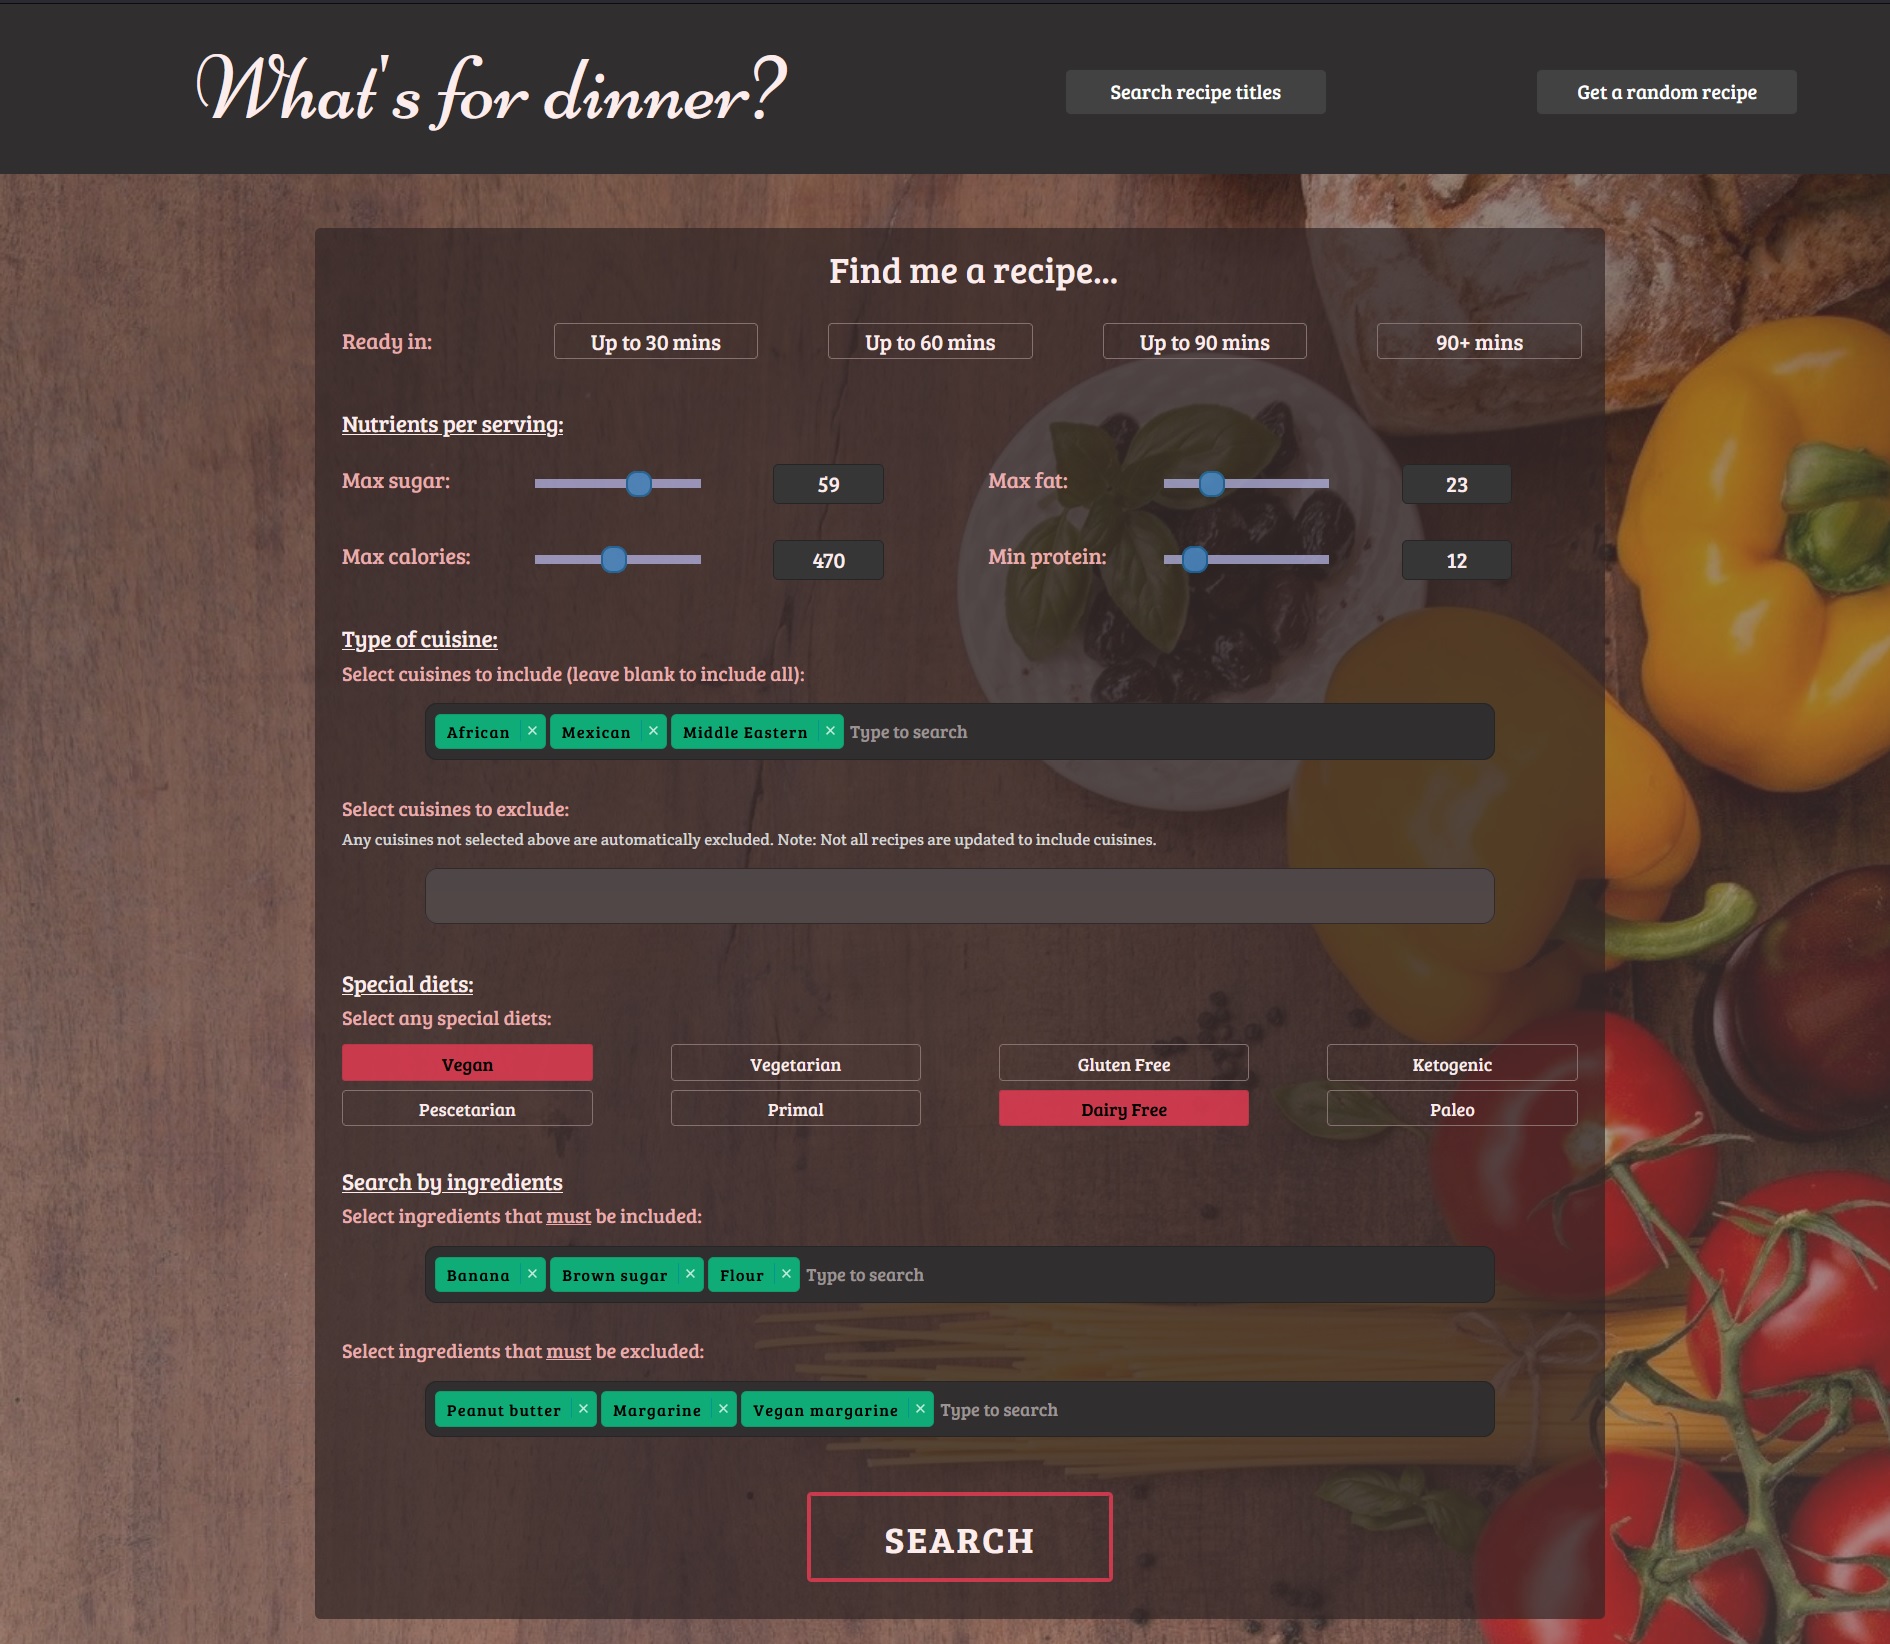 What's for dinner?
Search recipe titles
Get a random recipe
Find me a recipe...
Ready in:
Up to 30 mins
Up to 60 mins
Up to 90 mins
90+ mins
Nutrients per serving:
Max sugar:
59
Max fat:
23
Max calories:
470
Min protein:
12
Type of cuisine:
Select cuisines to include (leave blank to include all):
African × Mexican × Middle Eastern × Type to search
Select cuisines to exclude:
Any cuisines not selected above are automatically excluded. Note: Not all recipes are updated to include cuisines.
Special diets:
Select any special diets:
Vegan
Vegetarian
Gluten Free
Ketogenic
Pescetarian
Primal
Dairy Free
Paleo
Search by ingredients
Select ingredients that must be included:
Banana × Brown sugar × Flour × Type to search
Select ingredients that must be excluded:
Peanut butter × Margarine × Vegan margarine × Type to search
SEARCH